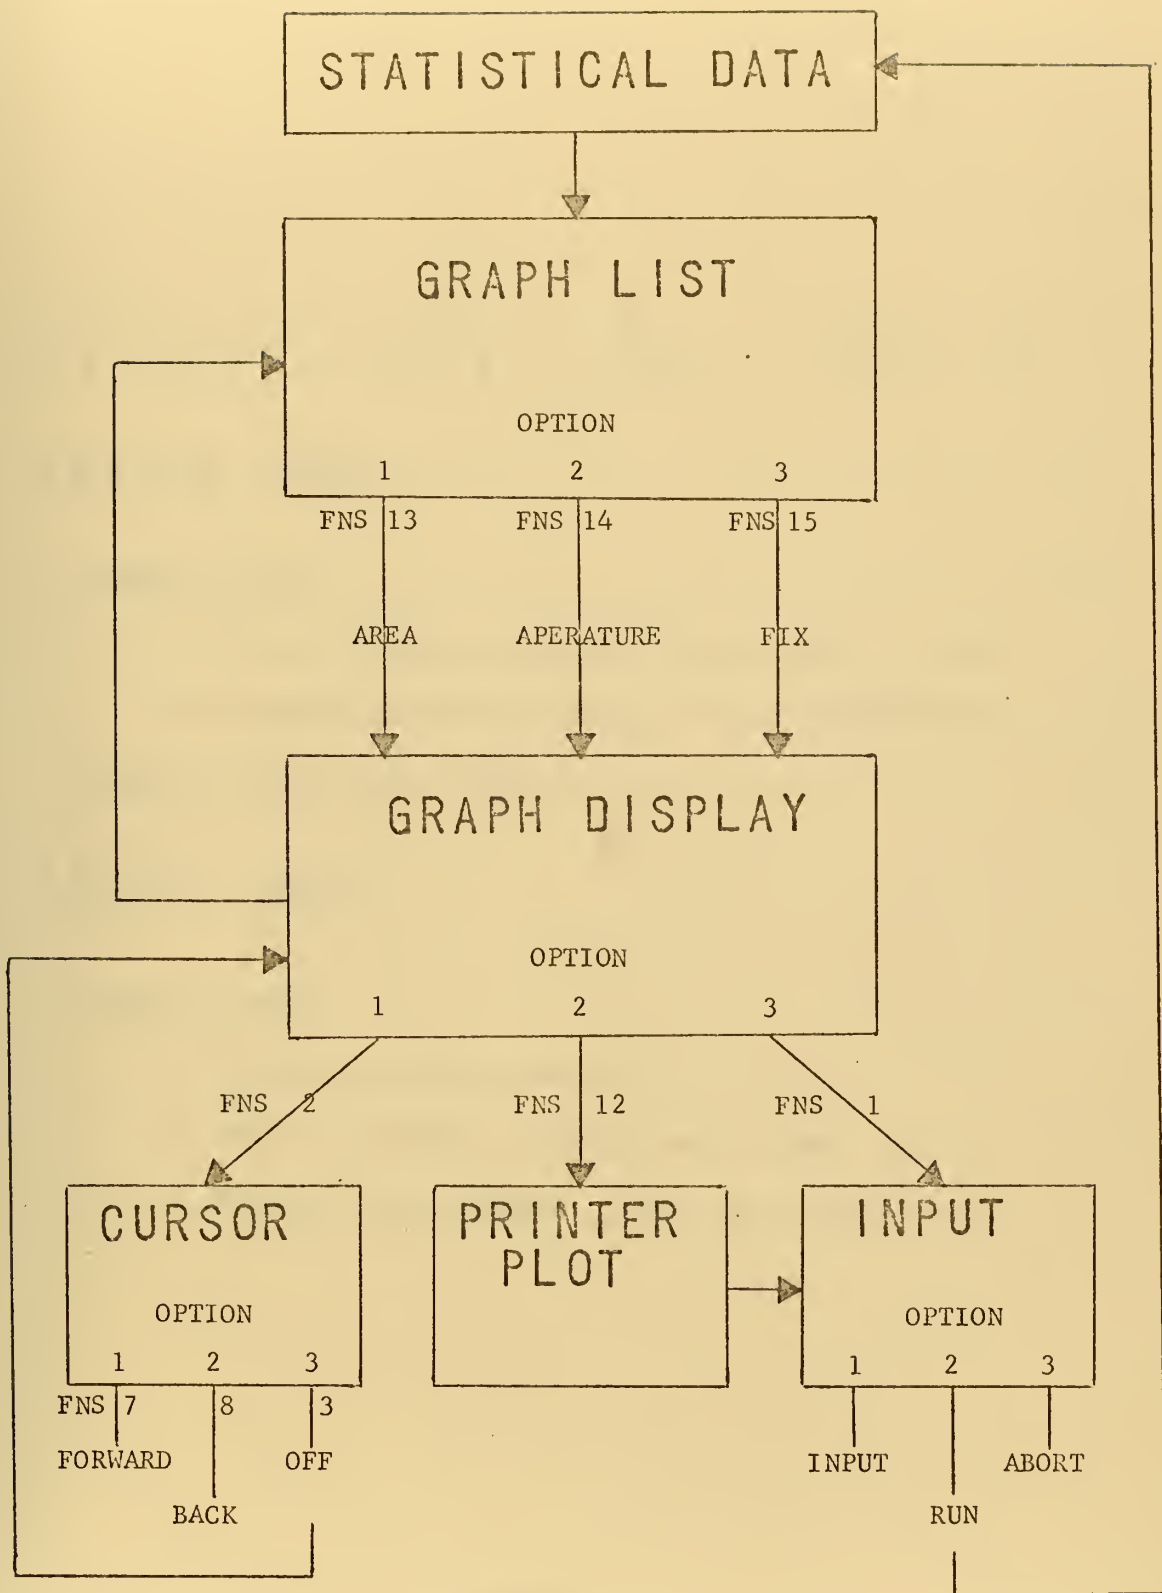 STATISTICAL DATA
GRAPH LIST
OPTION
1 2 3
FNS 13 FNS 14 FNS 15
AREA APERATURE FIX
GRAPH DISPLAY
OPTION
1 2 3
FNS 2 FNS 12 FNS 1
CURSOR
OPTION
1 2 3
FNS 7 8 3
FORWARD OFF
BACK
PRINTER
PLOT
INPUT
OPTION
1 2 3
INPUT ABORT
RUN